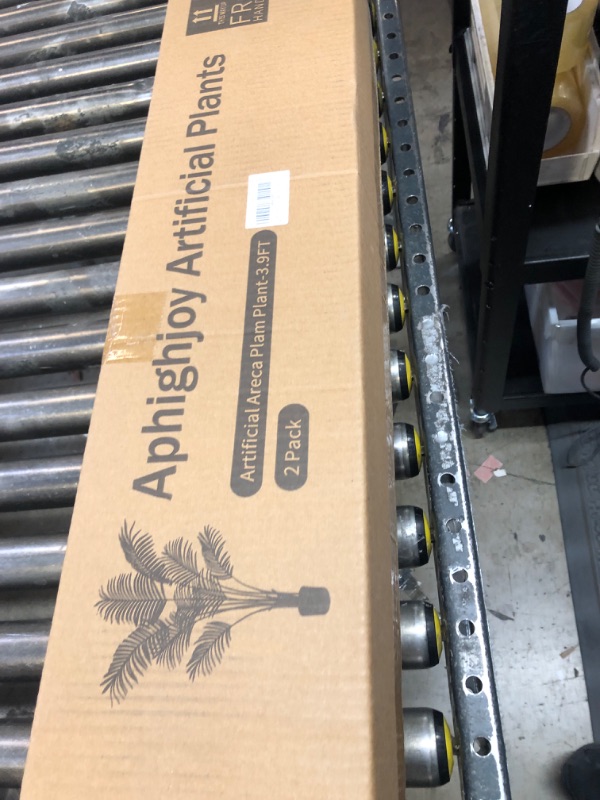 Aphighjoy Artificial Plants
Artificial Areca Plam Plant-3.9FT
2 Pack